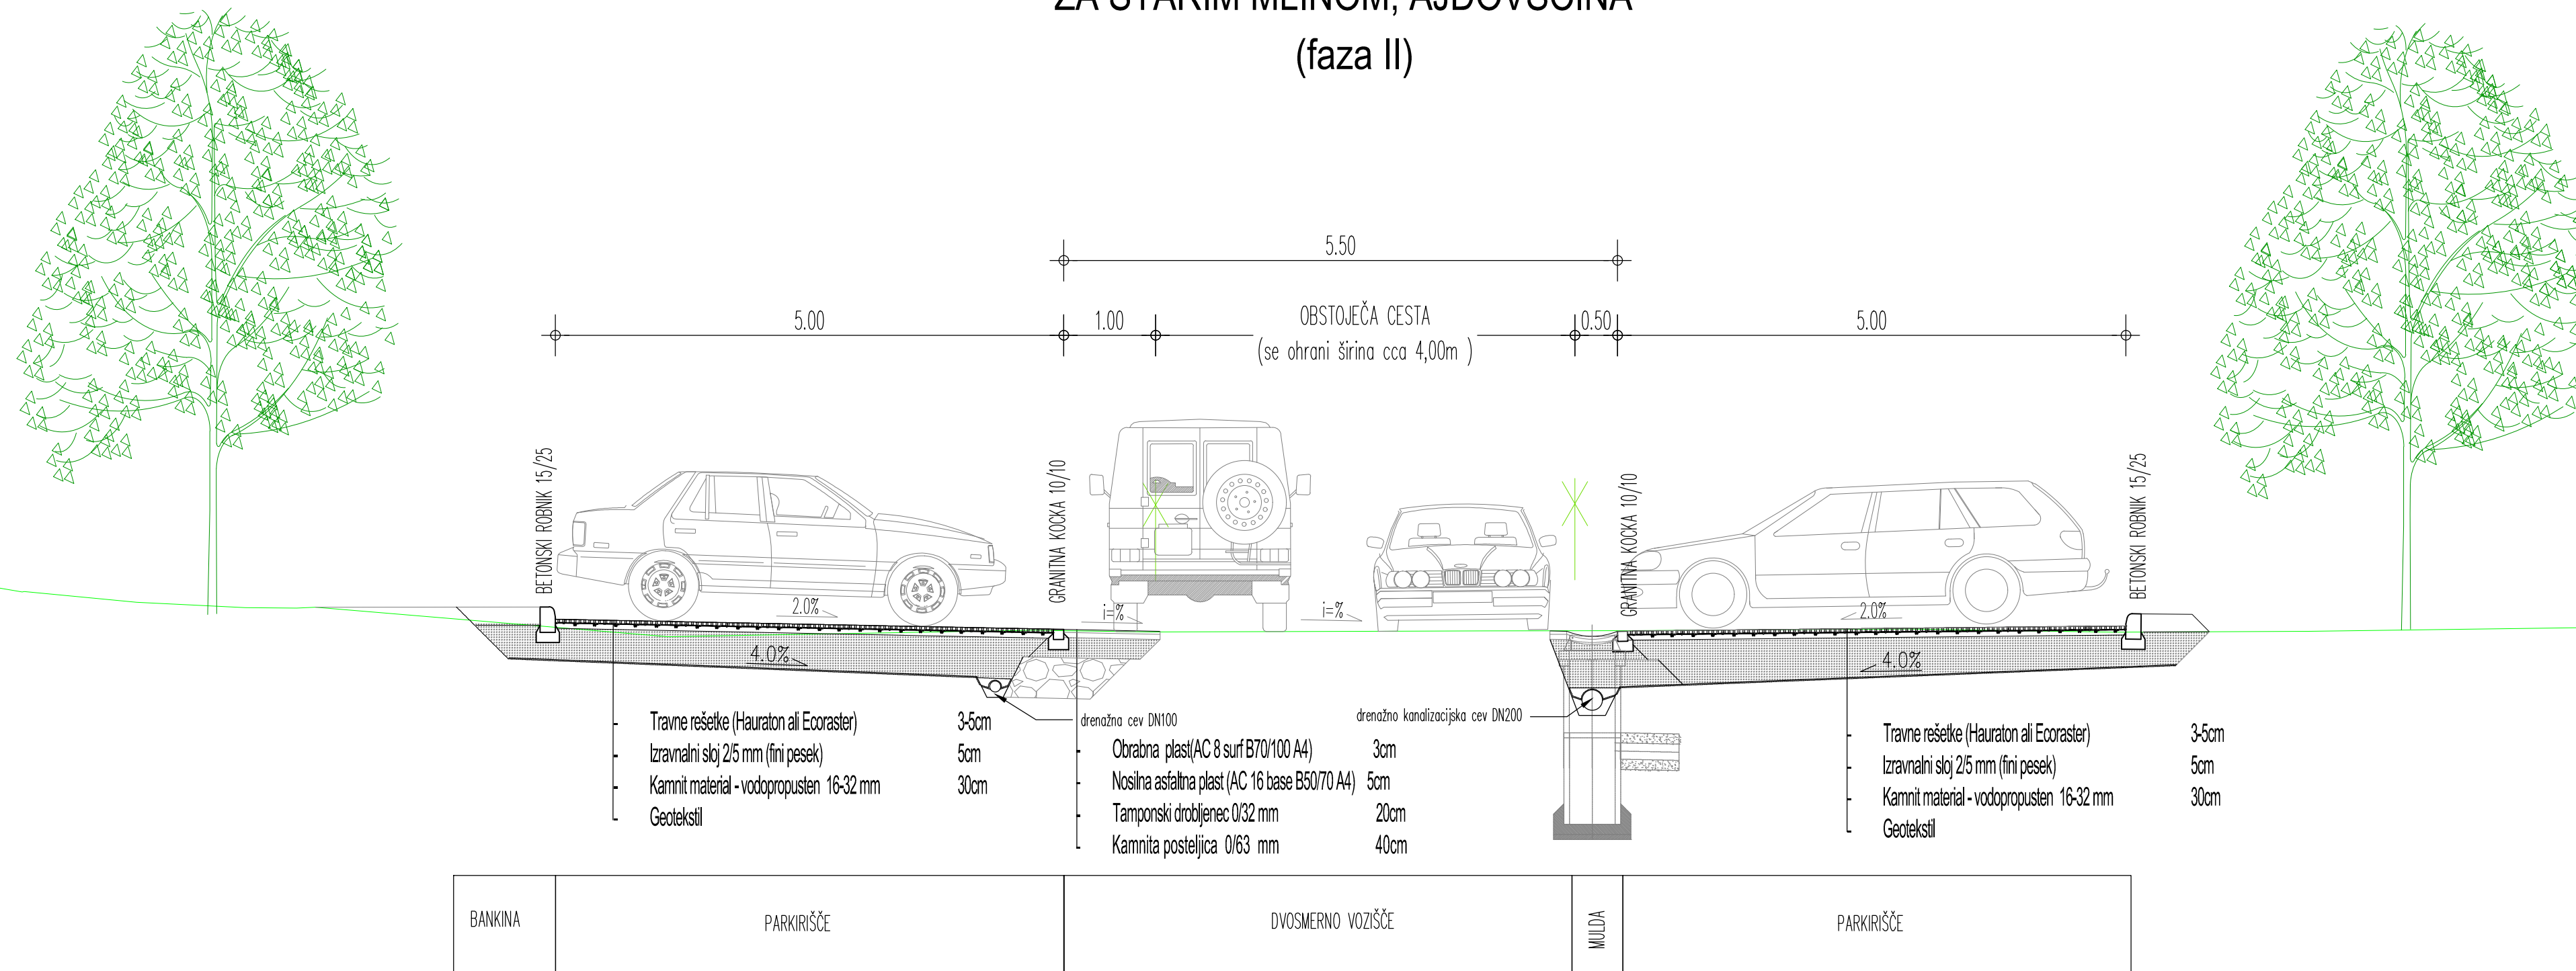 ZA STARIM MLINOM, AJDOVŠČINA
(faza II)
5.50
5.00
1.00
OBSTOJEČA CESTA
(se ohrani širina cca 4,00m )
0.50
5.00
BETONSKI ROBNIK 15/25
GRANITNA KOCKA 10/10
GRANITNA KOCKA 10/10
BETONSKI ROBNIK 15/25
2.0%
i=%
i=%
2.0%
4.0%
4.0%
drenažna cev DN100
drenažno kanalizacijska cev DN200
Travne rešetke (Hauraton ali Ecoraster) 3-5cm
Izravnalni sloj 2/5 mm (fini pesek) 5cm
Kamnit material - vodopropusten 16-32 mm 30cm
Geotekstil
Obrabna plast(AC 8 surf B70/100 A4) 3cm
Nosilna asfaltna plast (AC 16 base B50/70 A4) 5cm
Tamponski drobljenec 0/32 mm 20cm
Kamnita posteljica 0/63 mm 40cm
Travne rešetke (Hauraton ali Ecoraster) 3-5cm
Izravnalni sloj 2/5 mm (fini pesek) 5cm
Kamnit material - vodopropusten 16-32 mm 30cm
Geotekstil
BANKINA
PARKIRIŠČE
DVOSMERNO VOZIŠČE
MULDA
PARKIRIŠČE